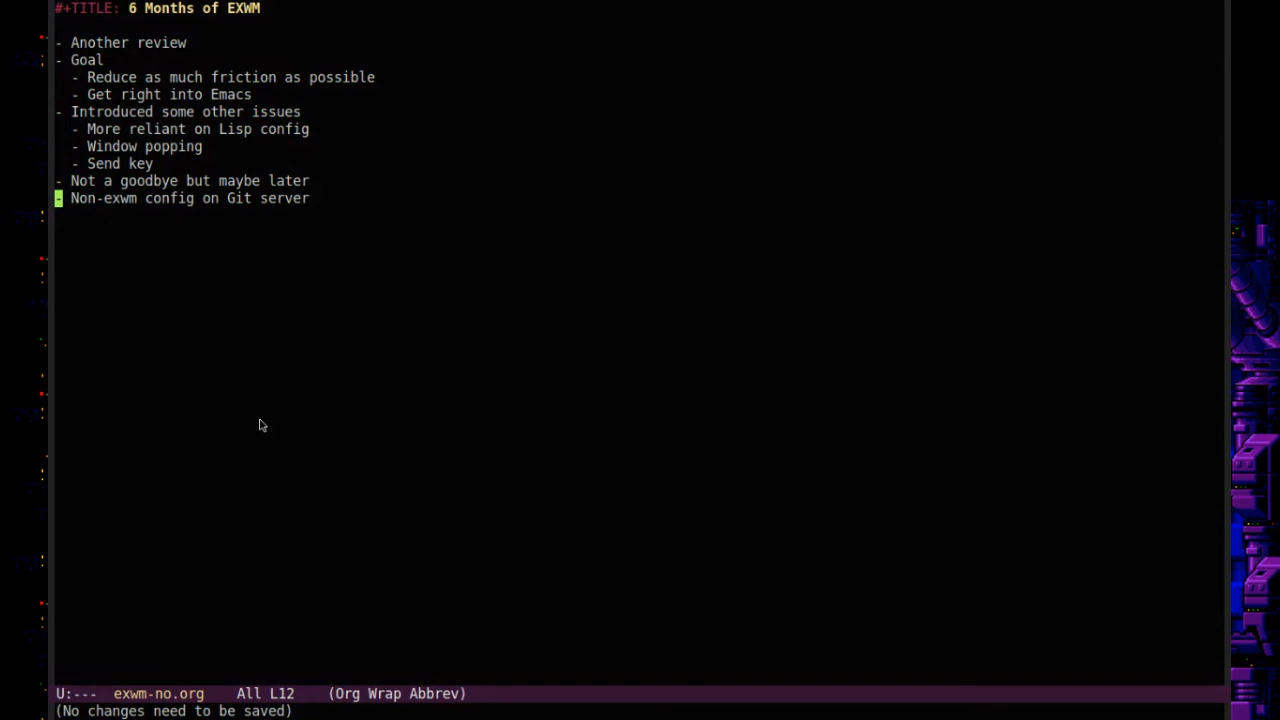 #+TITLE: 6 Months of EXWM
- Another review
- Goal
- Reduce as much friction as possible
- Get right into Emacs
- Introduced some other issues
- More reliant on Lisp config
- Window popping
- Send key
- Not a goodbye but maybe later
- Non-exwm config on Git server
U:--- exwm-no.org All L12 (Org Wrap Abbrev)
(No changes need to be saved)